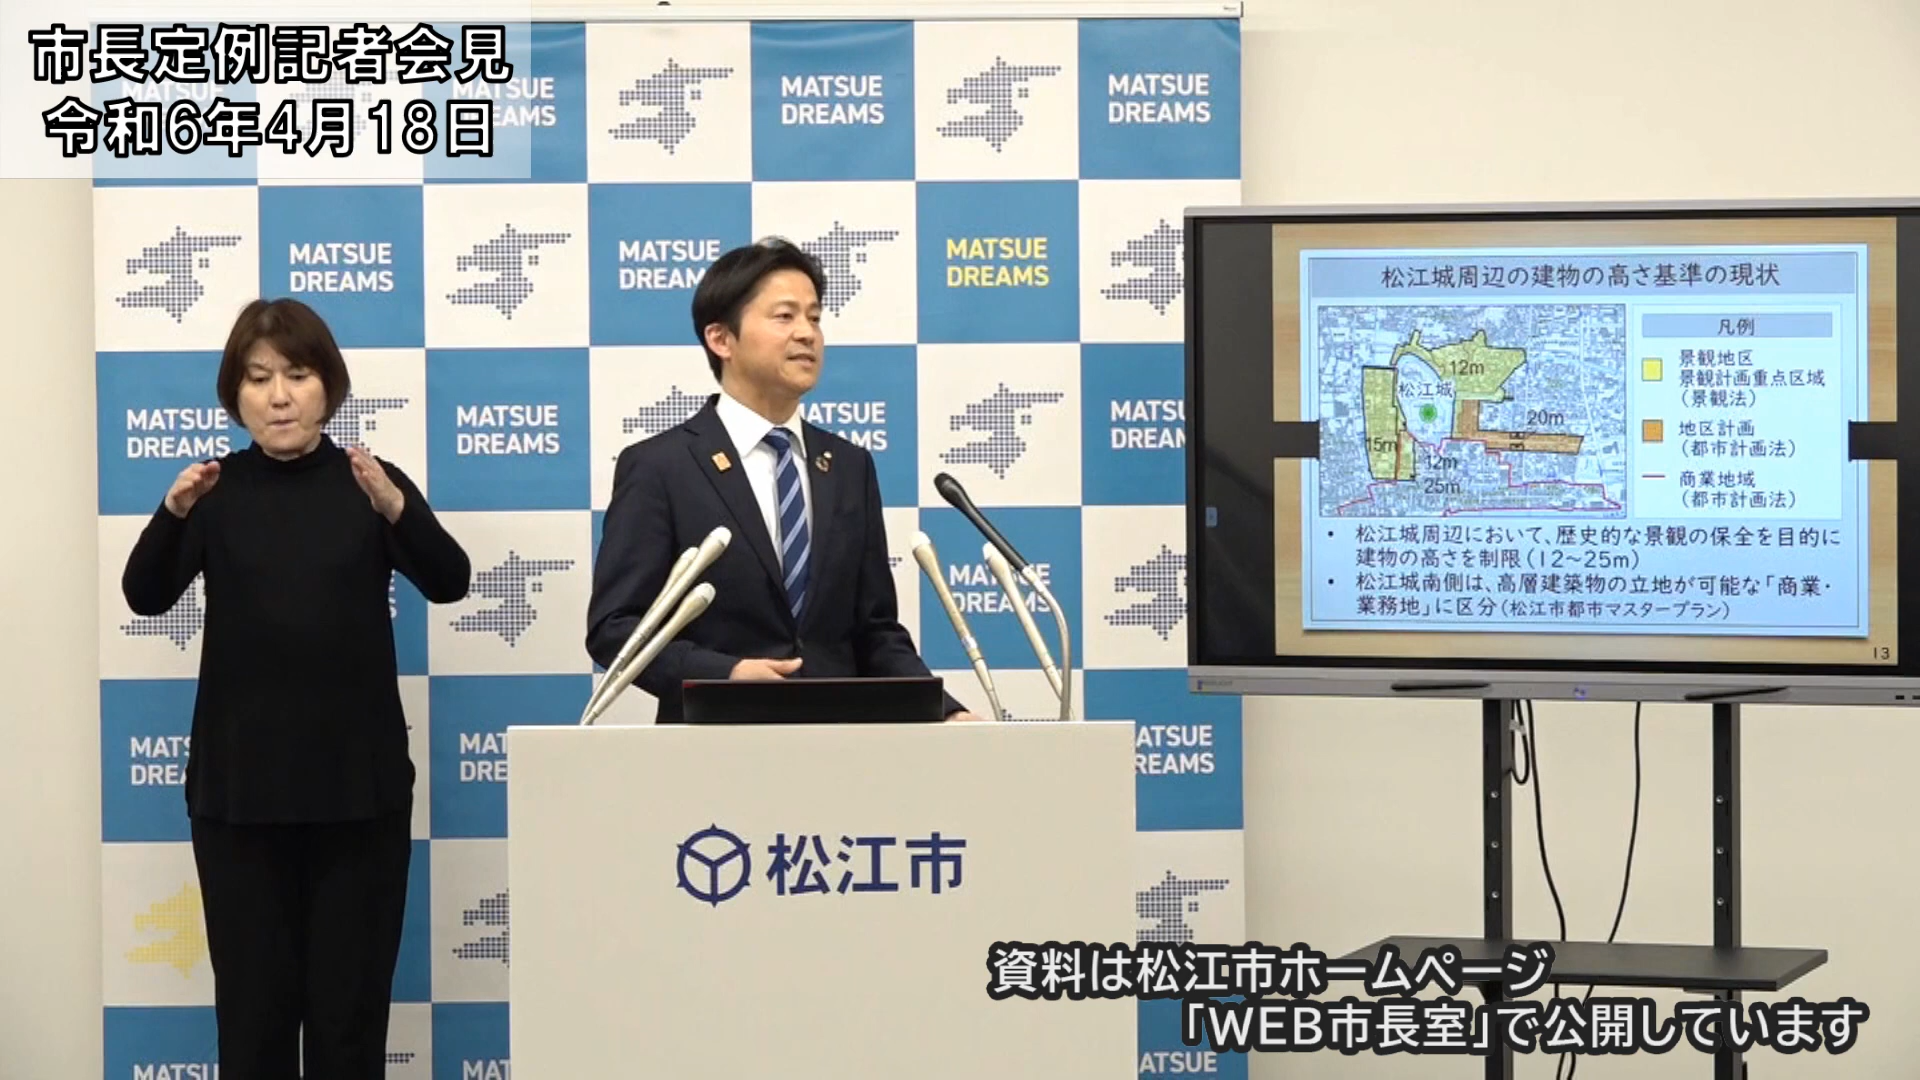 市長定例記者会見
令和6年4月18日
MATSUE
DREAMS
MATSUE
DREAMS
MATSUE
DREAMS
MATSUE
DREAMS
MATSUE
DREAMS
MATSUE
DREAMS
MATSUE
DREAMS
MATSUE
DREAMS
松江市
松江城周辺の建物の高さ基準の現状
12m
松江城
20m
15m
12m
25m
凡例
景観地区
景観計画重点区域
(景観法)
地区計画
(都市計画法)
商業地域
(都市計画法)
• 松江城周辺において、歴史的な景観の保全を目的に
建物の高さを制限(12~25m)
• 松江城南側は、高層建築物の立地が可能な「商業・
業務地」に区分(松江市都市マスタープラン)
13
資料は松江市ホームページ
「WEB市長室」で公開しています